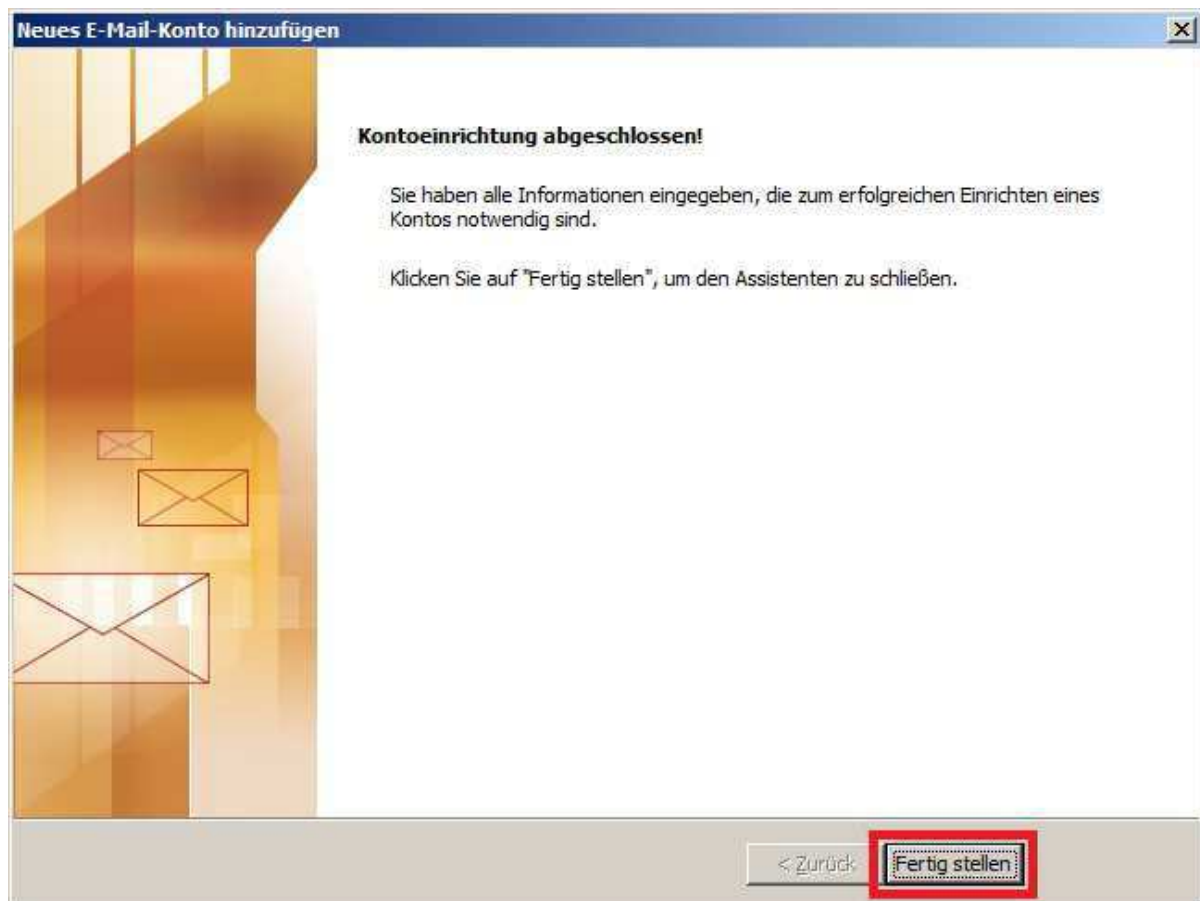 Neues E-Mail-Konto hinzufügen
Kontoeinrichtung abgeschlossen!
Sie haben alle Informationen eingegeben, die zum erfolgreichen Einrichten eines
Kontos notwendig sind.
Klicken Sie auf "Fertig stellen", um den Assistenten zu schließen.
< Zurück
Fertig stellen